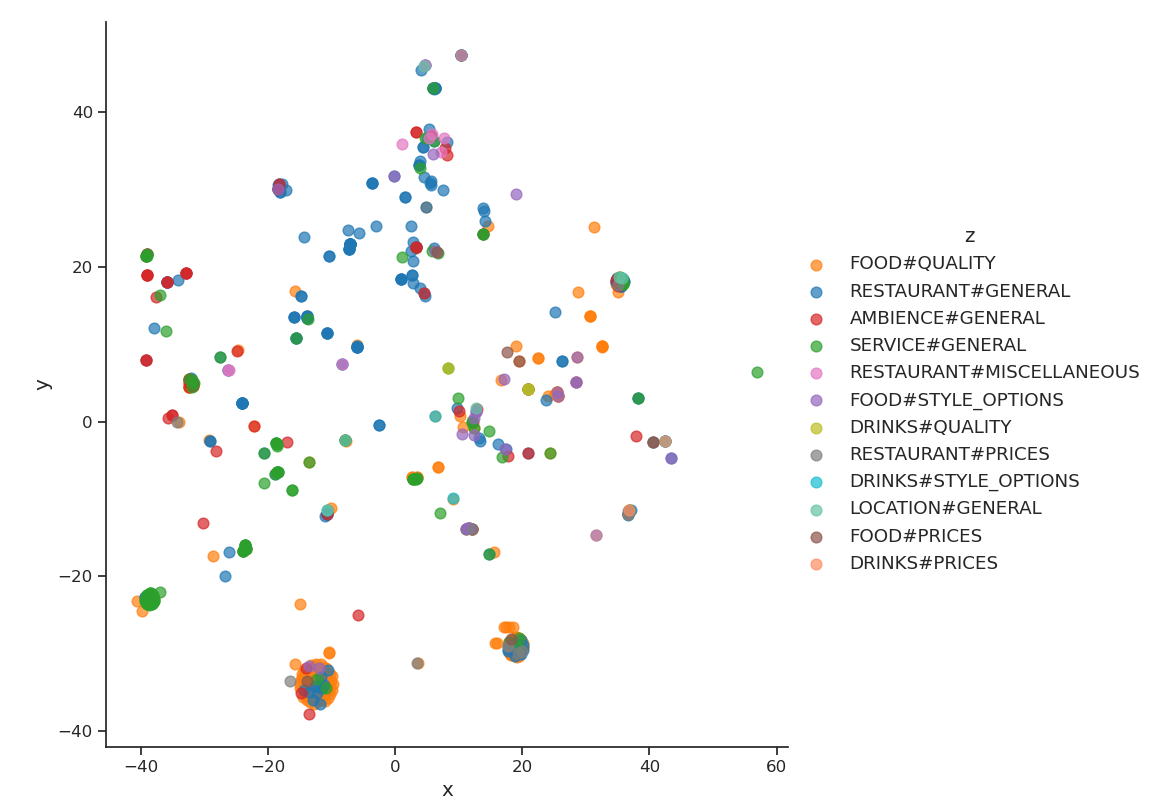 40
20
0
−20
−40
y
−40
−20
0
20
40
60
x
z
FOOD#QUALITY
RESTAURANT#GENERAL
AMBIENCE#GENERAL
SERVICE#GENERAL
RESTAURANT#MISCELLANEOUS
FOOD#STYLE_OPTIONS
DRINKS#QUALITY
RESTAURANT#PRICES
DRINKS#STYLE_OPTIONS
LOCATION#GENERAL
FOOD#PRICES
DRINKS#PRICES